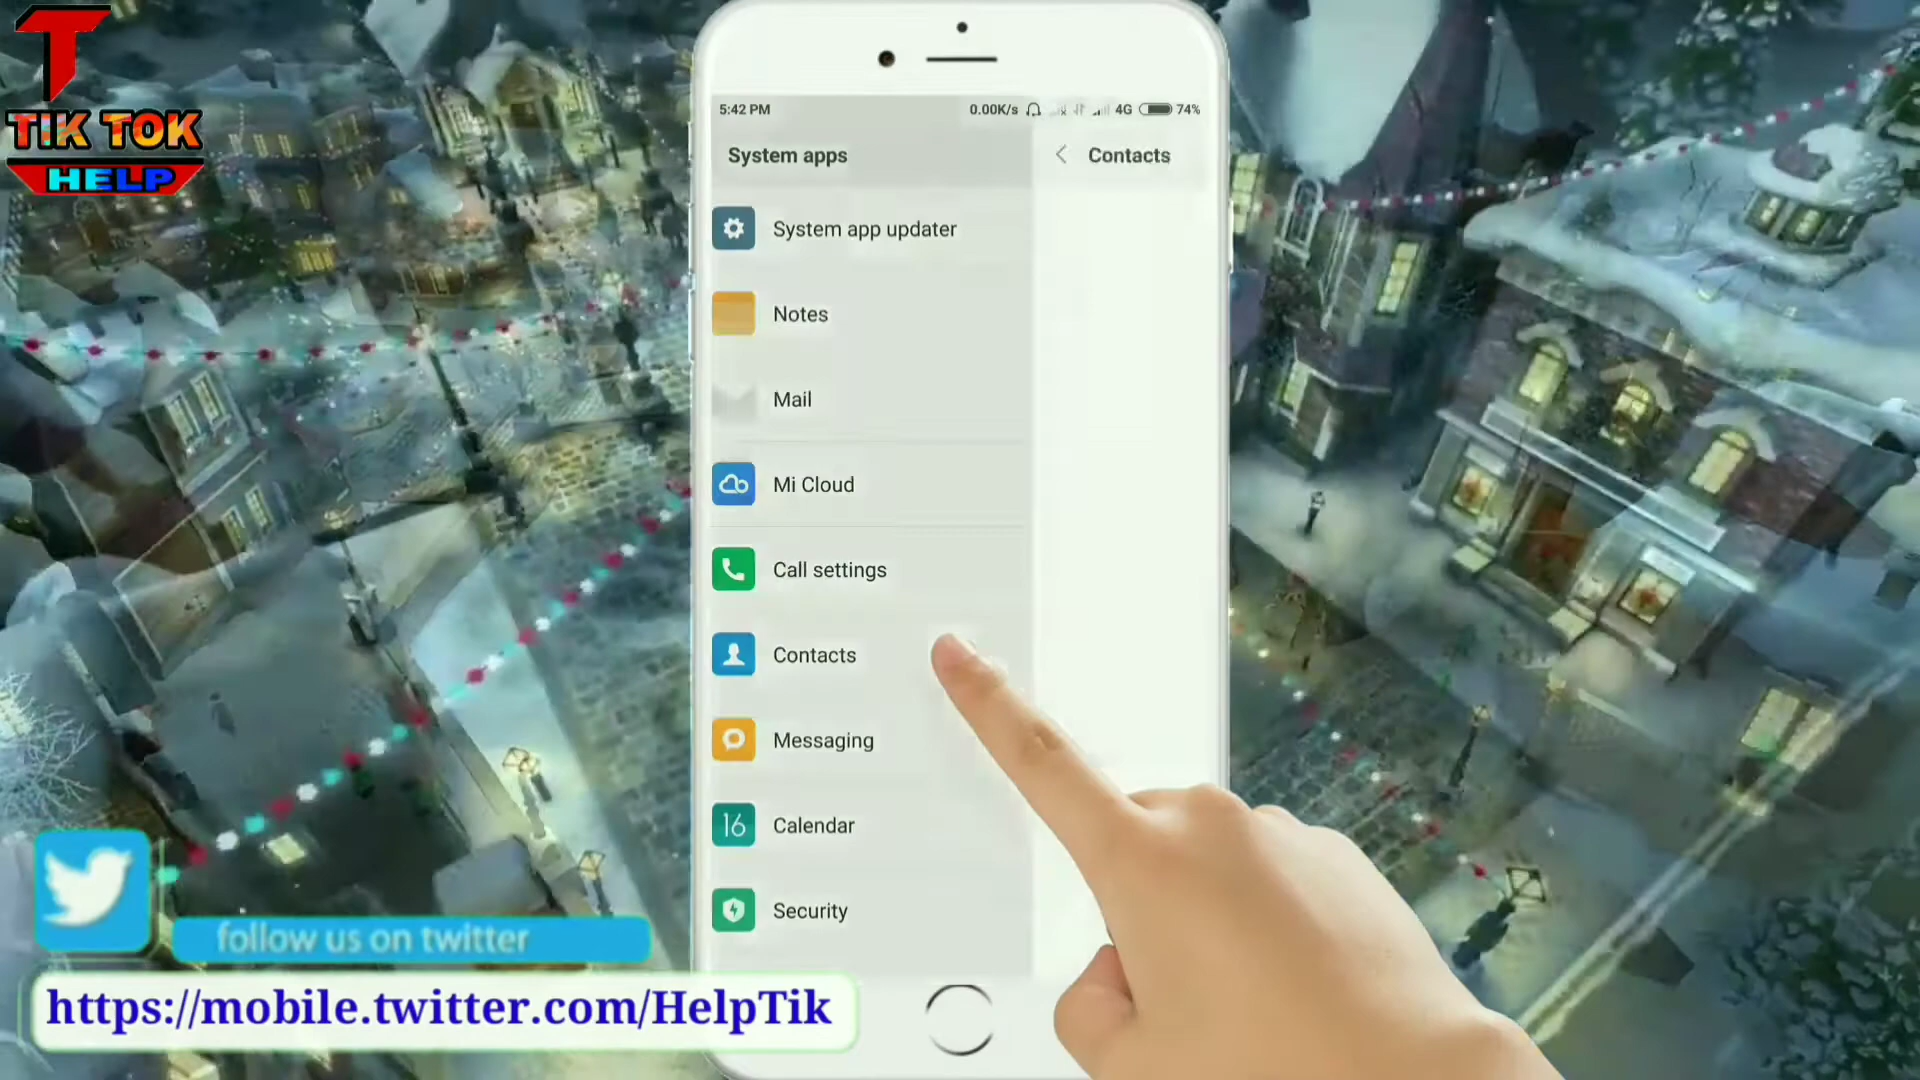 T
TIK TOK
HELP
5:42 PM
0.00K/s 4G 74%
System apps
Contacts
System app updater
Notes
Mail
Mi Cloud
Call settings
Contacts
Messaging
16 Calendar
Security
follow us on twitter
https://mobile.twitter.com/HelpTik